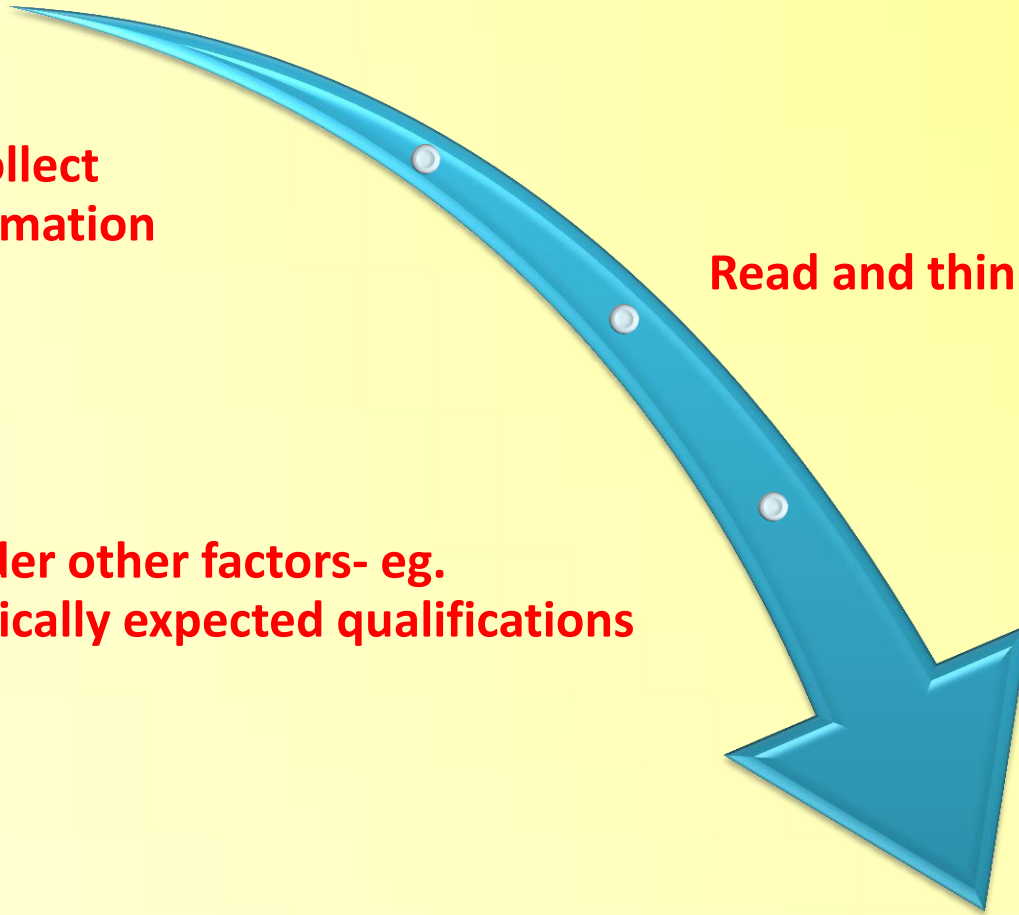 ollect
mation
Read and thin
der other factors- eg.
ically expected qualifications